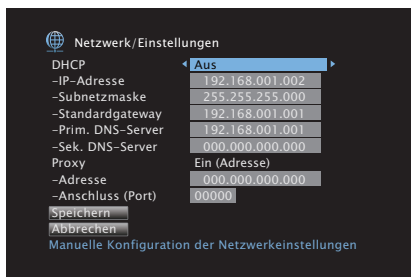 Netzwerk/Einstellungen
DHCP Aus
-IP-Adresse 192.168.001.002
-Subnetzmaske 255.255.255.000
-Standardgateway 192.168.001.001
-Prim. DNS-Server 192.168.001.001
-Sek. DNS-Server 000.000.000.000
Proxy Ein (Adresse)
-Adresse 000.000.000.000
-Anschluss (Port) 00000
Speichern
Abbrechen
Manuelle Konfiguration der Netzwerkeinstellungen